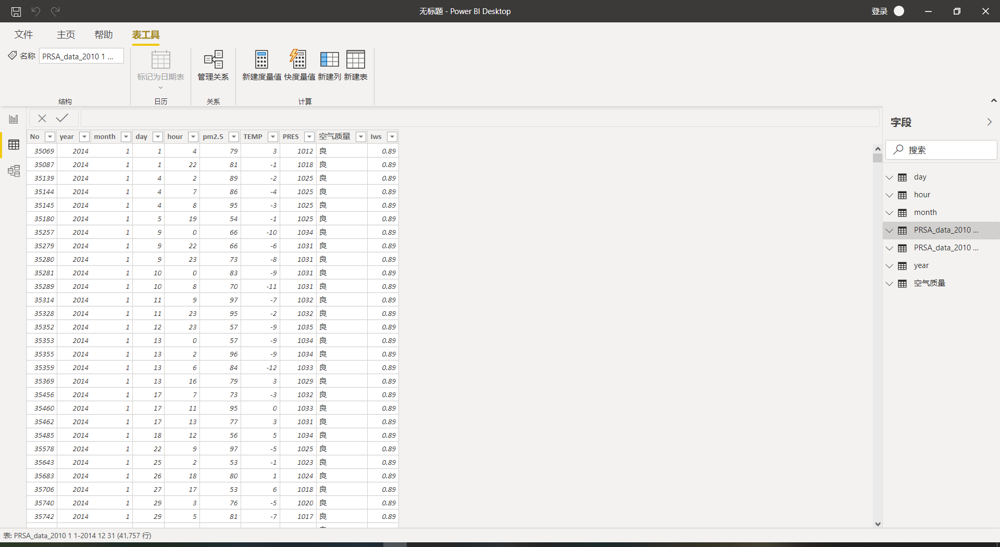 无标题 - Power BI Desktop
登录
文件 主页 帮助 表工具
名称 PRSA_data_2010 1 ...
标记为日期表 管理关系 新建度量值 快度量值 新建列 新建表
结构 日历 关系 计算
字段
搜索
day
hour
month
PRSA_data_2010 ...
PRSA_data_2010 ...
year
空气质量
No year month day hour pm2.5 TEMP PRES 空气质量 Iws
35069 2014 1 1 4 79 3 1012 良 0.89
35087 2014 1 1 22 81 -1 1018 良 0.89
35139 2014 1 4 2 89 -2 1025 良 0.89
35144 2014 1 4 7 86 -4 1025 良 0.89
35145 2014 1 4 8 95 -3 1025 良 0.89
35180 2014 1 5 19 54 -1 1025 良 0.89
35257 2014 1 9 0 66 -10 1034 良 0.89
35279 2014 1 9 22 66 -6 1031 良 0.89
35280 2014 1 9 23 73 -8 1031 良 0.89
35281 2014 1 10 0 83 -9 1031 良 0.89
35289 2014 1 10 8 70 -11 1031 良 0.89
35314 2014 1 11 9 97 -7 1032 良 0.89
35328 2014 1 11 23 95 -2 1032 良 0.89
35352 2014 1 12 23 57 -9 1035 良 0.89
35353 2014 1 13 0 57 -9 1034 良 0.89
35355 2014 1 13 2 96 -9 1034 良 0.89
35359 2014 1 13 6 84 -12 1033 良 0.89
35369 2014 1 13 16 79 3 1029 良 0.89
35456 2014 1 17 7 73 -3 1032 良 0.89
35460 2014 1 17 11 95 0 1033 良 0.89
35462 2014 1 17 13 77 3 1031 良 0.89
35485 2014 1 18 12 56 5 1034 良 0.89
35578 2014 1 22 9 97 -5 1025 良 0.89
35643 2014 1 25 2 53 -1 1023 良 0.89
35683 2014 1 26 18 80 1 1024 良 0.89
35706 2014 1 27 17 53 6 1018 良 0.89
35740 2014 1 29 3 76 -5 1020 良 0.89
35742 2014 1 29 5 81 -7 1017 良 0.89
表: PRSA_data_2010 1 1-2014 12 31 (41,757 行)